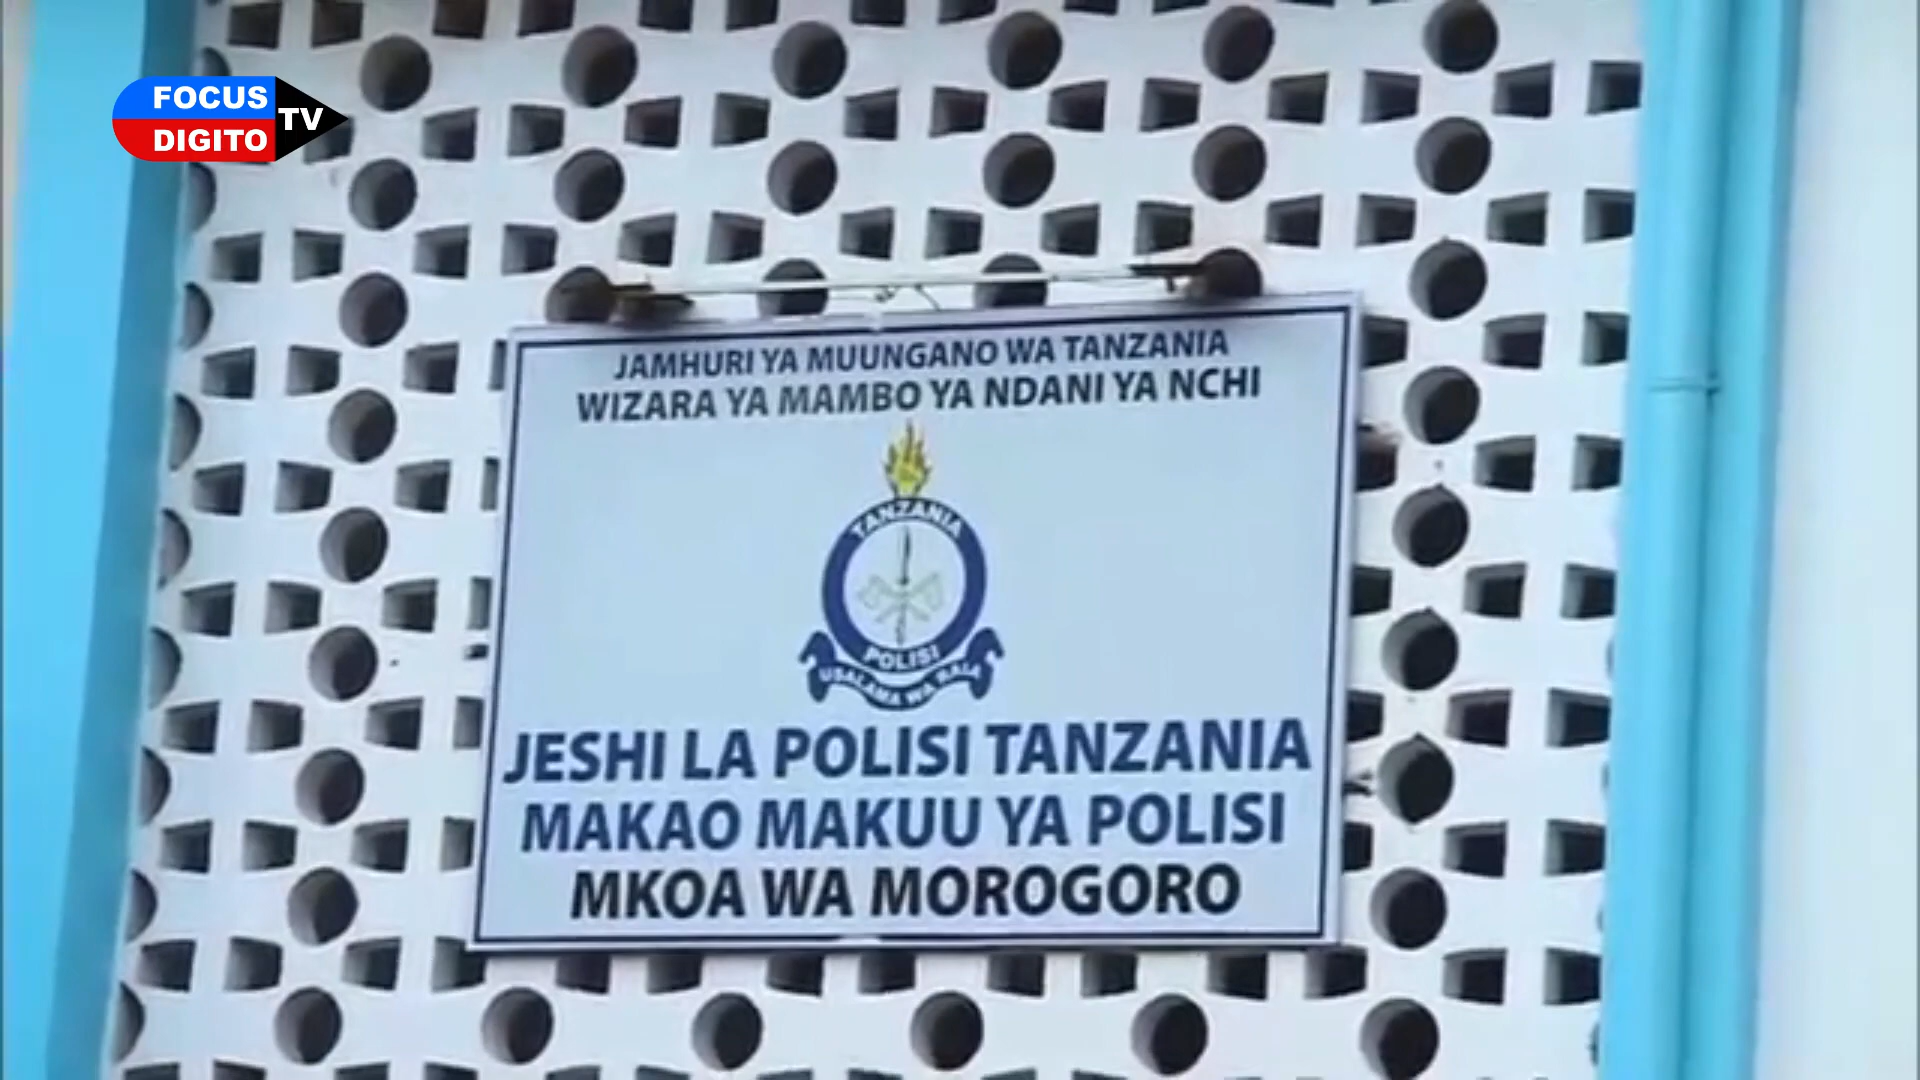 FOCUS
DIGITO
TV
JAMHURI YA MUUNGANO WA TANZANIA
WIZARA YA MAMBO YA NDANI YA NCHI
TANZANIA
POLISI
USALAMA WA RAIA
JESHI LA POLISI TANZANIA
MAKAO MAKUU YA POLISI
MKOA WA MOROGORO